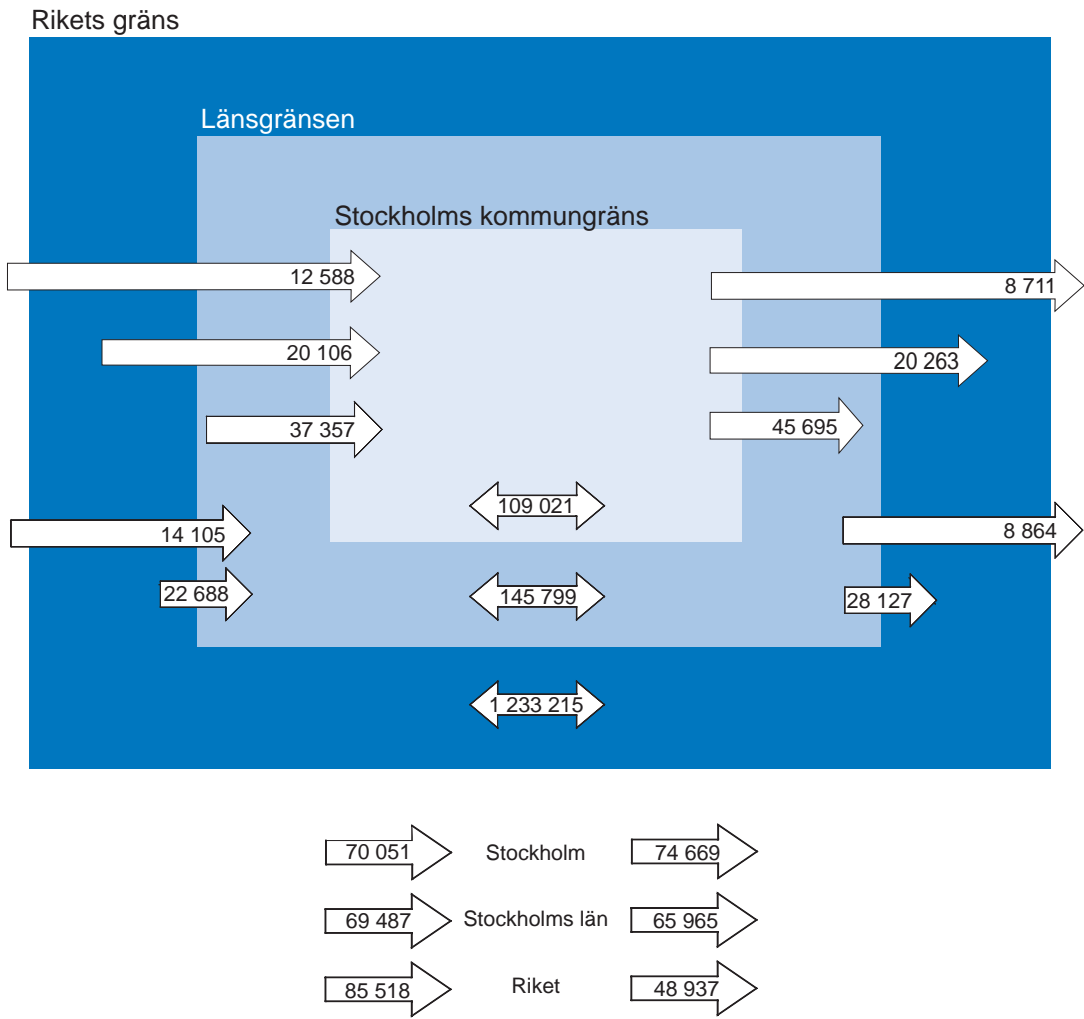 Rikets gräns
Länsgränsen
Stockholms kommungräns
12 588
8 711
20 106
20 263
37 357
45 695
109 021
14 105
8 864
22 688
145 799
28 127
1 233 215
70 051 Stockholm 74 669
69 487 Stockholms län 65 965
85 518 Riket 48 937